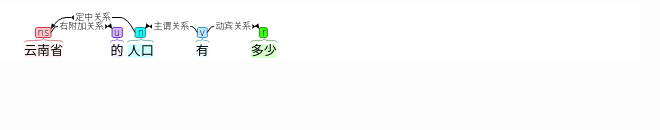 定中关系
右附加关系 主谓关系 动宾关系
ns u n v r
云南省 的 人口 有 多少